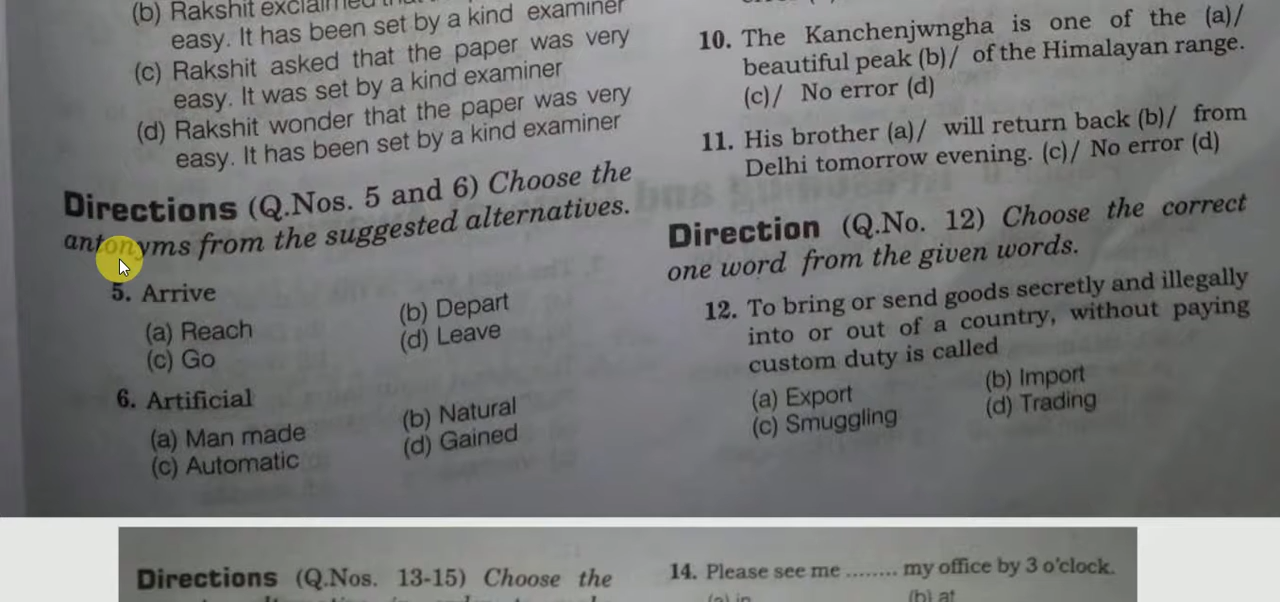 (b) Rakshit exclaimed
easy. It has been set by a kind examiner
(c) Rakshit asked that the paper was very
easy. It was set by a kind examiner
(d) Rakshit wonder that the paper was very
easy. It has been set by a kind examiner
Directions (Q.Nos. 5 and 6) Choose the
antonyms from the suggested alternatives.
5. Arrive
(a) Reach (b) Depart
(c) Go (d) Leave
6. Artificial
(a) Man made (b) Natural
(c) Automatic (d) Gained
10. The Kanchenjwngha is one of the (a)/
beautiful peak (b)/ of the Himalayan range.
(c)/ No error (d)
11. His brother (a)/ will return back (b)/ from
Delhi tomorrow evening. (c)/ No error (d)
Direction (Q.No. 12) Choose the correct
one word from the given words.
12. To bring or send goods secretly and illegally
into or out of a country, without paying
custom duty is called
(a) Export (b) Import
(c) Smuggling (d) Trading
Directions (Q.Nos. 13-15) Choose the
14. Please see me ........ my office by 3 o'clock.
(a) in (b) at